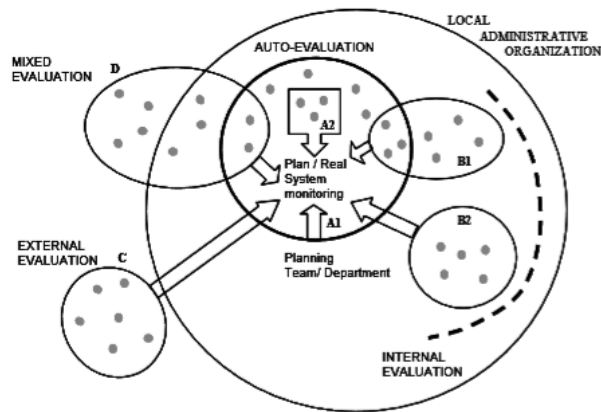 LOCAL
ADMINISTRATIVE
ORGANIZATION
AUTO-EVALUATION
MIXED
EVALUATION
D
A2
B1
Plan / Real
System
monitoring
A1
B2
Planning
Team/ Department
EXTERNAL
EVALUATION
C
INTERNAL
EVALUATION